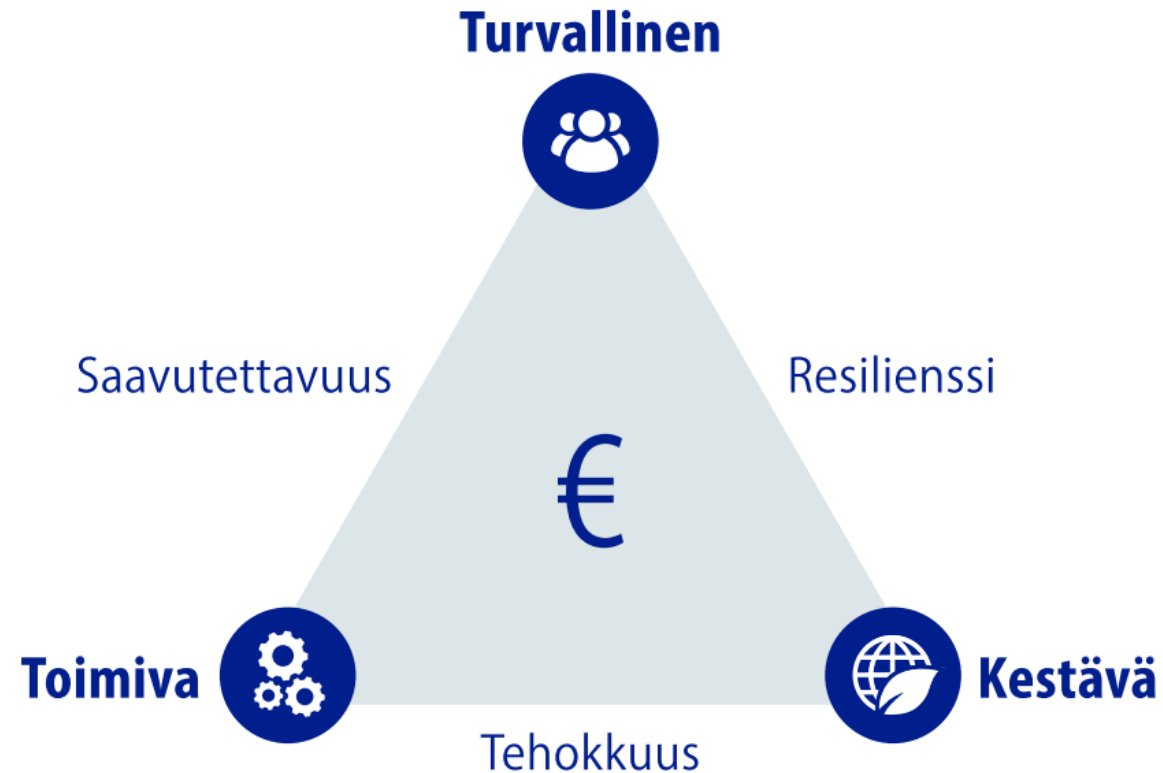 Turvallinen
Saavutettavuus
Resilienssi
€
Toimiva
Kestävä
Tehokkuus